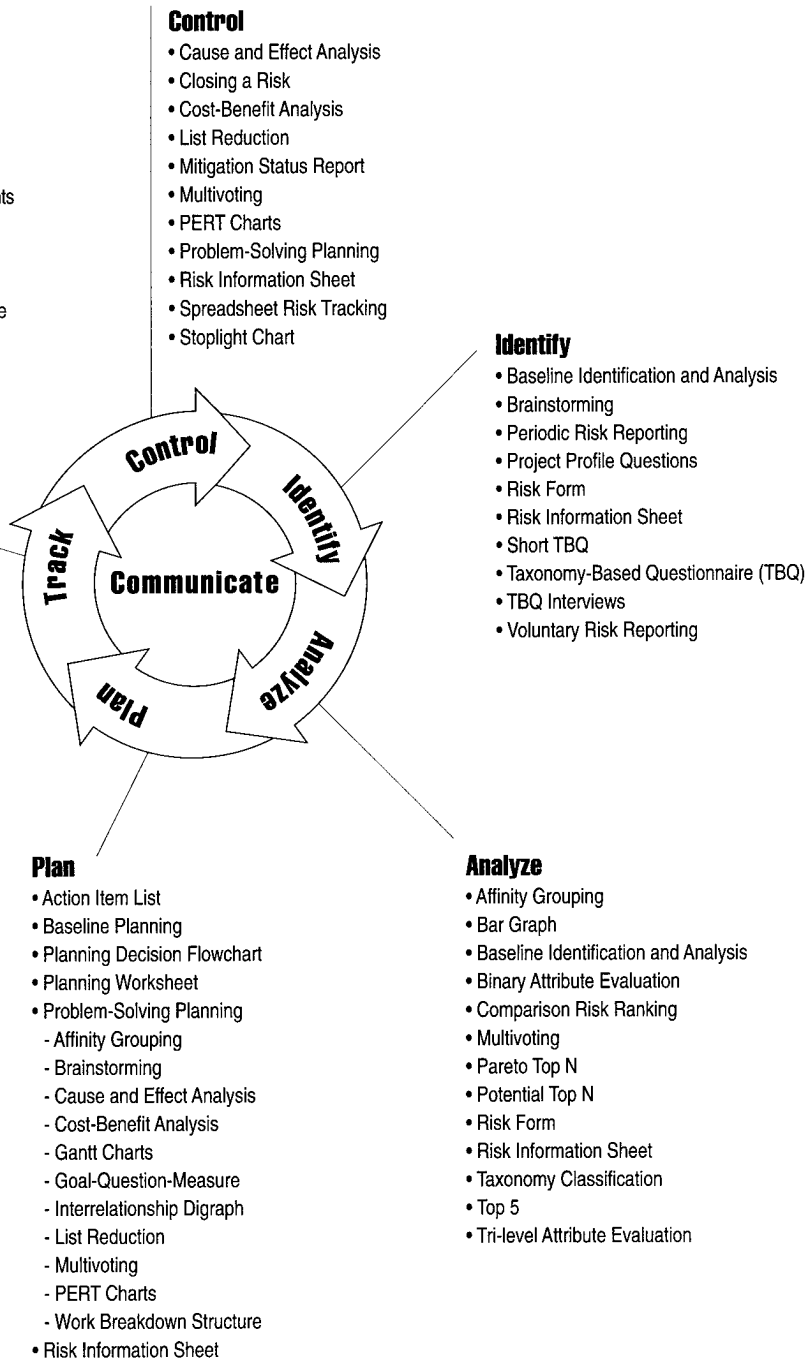 Control
• Cause and Effect Analysis
• Closing a Risk
• Cost-Benefit Analysis
• List Reduction
• Mitigation Status Report
• Multivoting
• PERT Charts
• Problem-Solving Planning
• Risk Information Sheet
• Spreadsheet Risk Tracking
• Stoplight Chart
Identify
• Baseline Identification and Analysis
• Brainstorming
• Periodic Risk Reporting
• Project Profile Questions
• Risk Form
• Risk Information Sheet
• Short TBQ
• Taxonomy-Based Questionnaire (TBQ)
• TBQ Interviews
• Voluntary Risk Reporting
Control
Identify
Track
Communicate
Analyze
Plan
Plan
• Action Item List
• Baseline Planning
• Planning Decision Flowchart
• Planning Worksheet
• Problem-Solving Planning
- Affinity Grouping
- Brainstorming
- Cause and Effect Analysis
- Cost-Benefit Analysis
- Gantt Charts
- Goal-Question-Measure
- Interrelationship Digraph
- List Reduction
- Multivoting
- PERT Charts
- Work Breakdown Structure
• Risk Information Sheet
Analyze
• Affinity Grouping
• Bar Graph
• Baseline Identification and Analysis
• Binary Attribute Evaluation
• Comparison Risk Ranking
• Multivoting
• Pareto Top N
• Potential Top N
• Risk Form
• Risk Information Sheet
• Taxonomy Classification
• Top 5
• Tri-level Attribute Evaluation